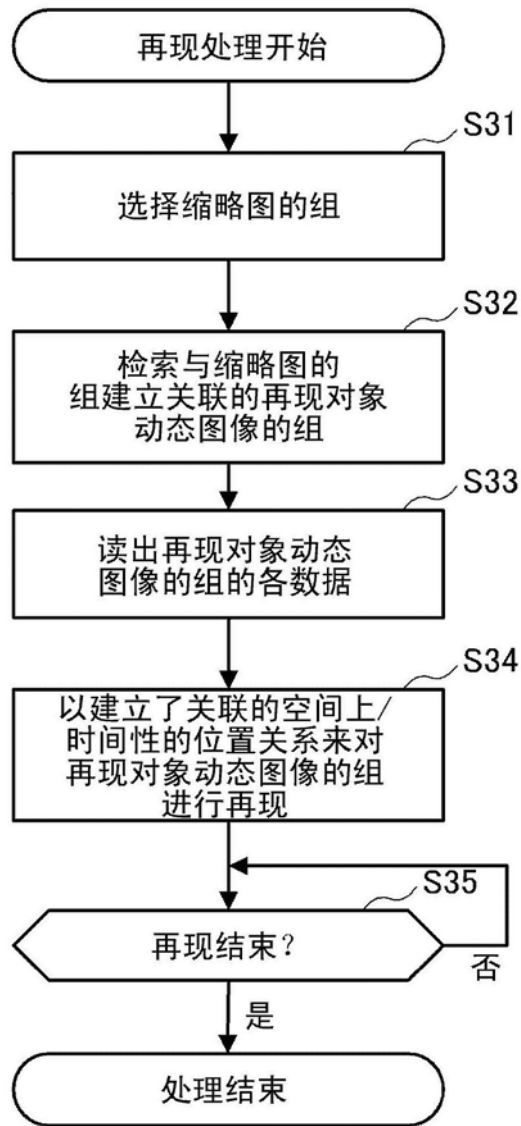 再现处理开始
S31
选择缩略图的组
S32
检索与缩略图的
组建立关联的再现对象
动态图像的组
S33
读出再现对象动态
图像的组的各数据
S34
以建立了关联的空间上/
时间性的位置关系来对
再现对象动态图像的组
进行再现
S35
再现结束?
否
是
处理结束